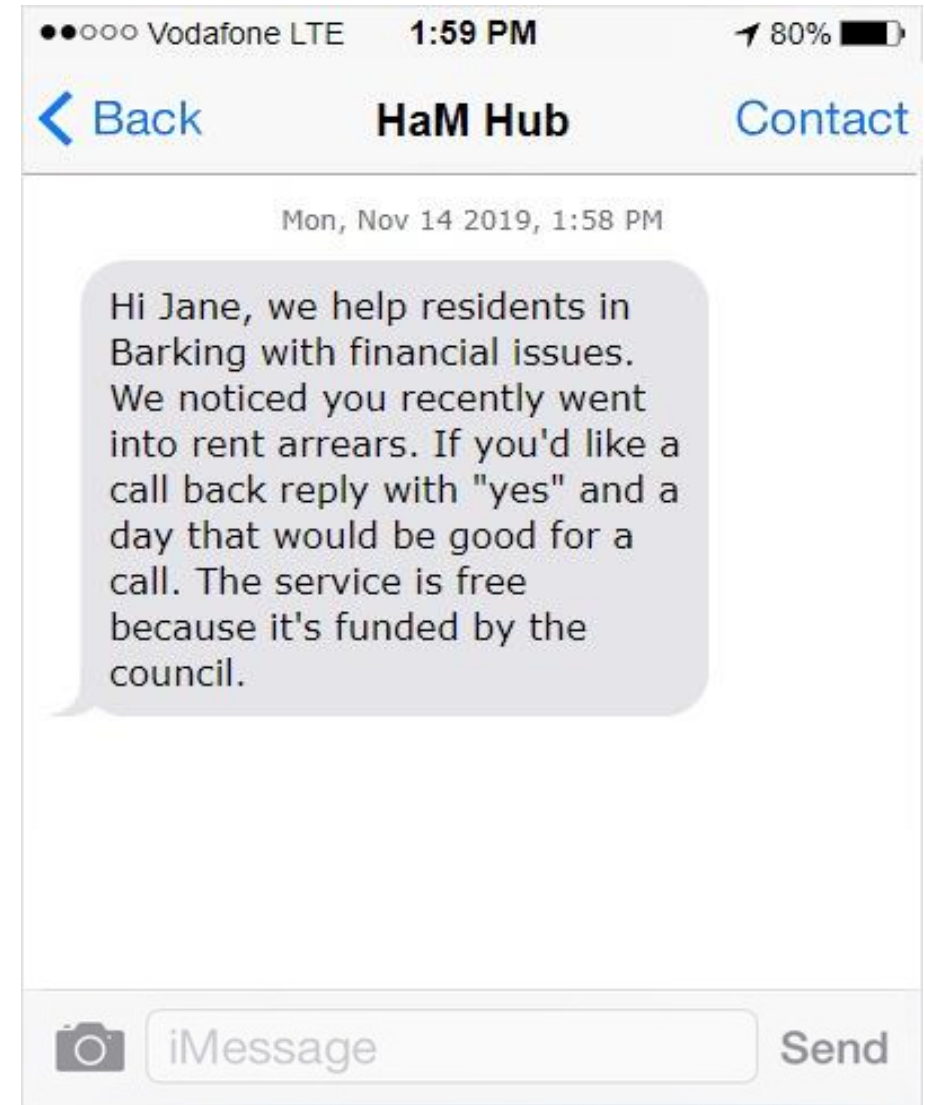 Vodafone LTE 1:59 PM 80%
Back HaM Hub Contact
Mon, Nov 14 2019, 1:58 PM
Hi Jane, we help residents in
Barking with financial issues.
We noticed you recently went
into rent arrears. If you'd like a
call back reply with "yes" and a
day that would be good for a
call. The service is free
because it's funded by the
council.
iMessage Send